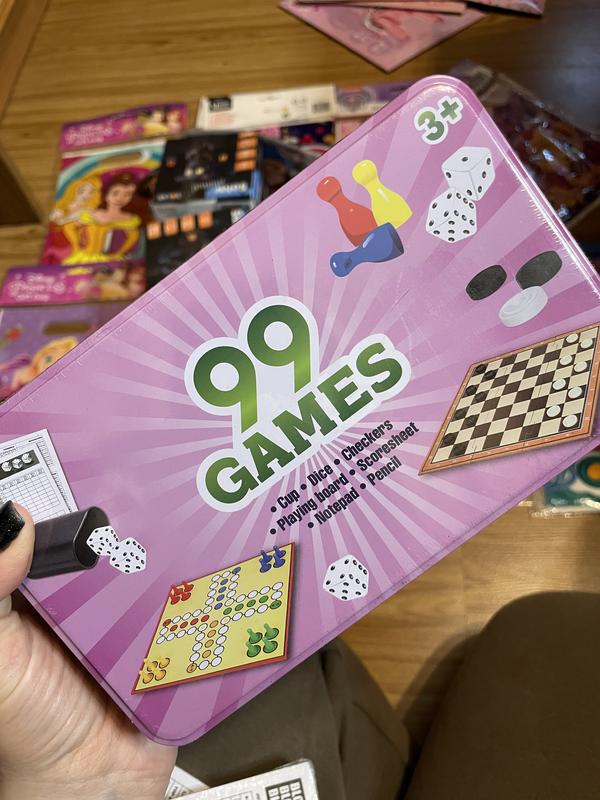 3+
99
GAMES
• Cup • Dice • Checkers
• Playing board • Scoresheet
• Notepad • Pencil